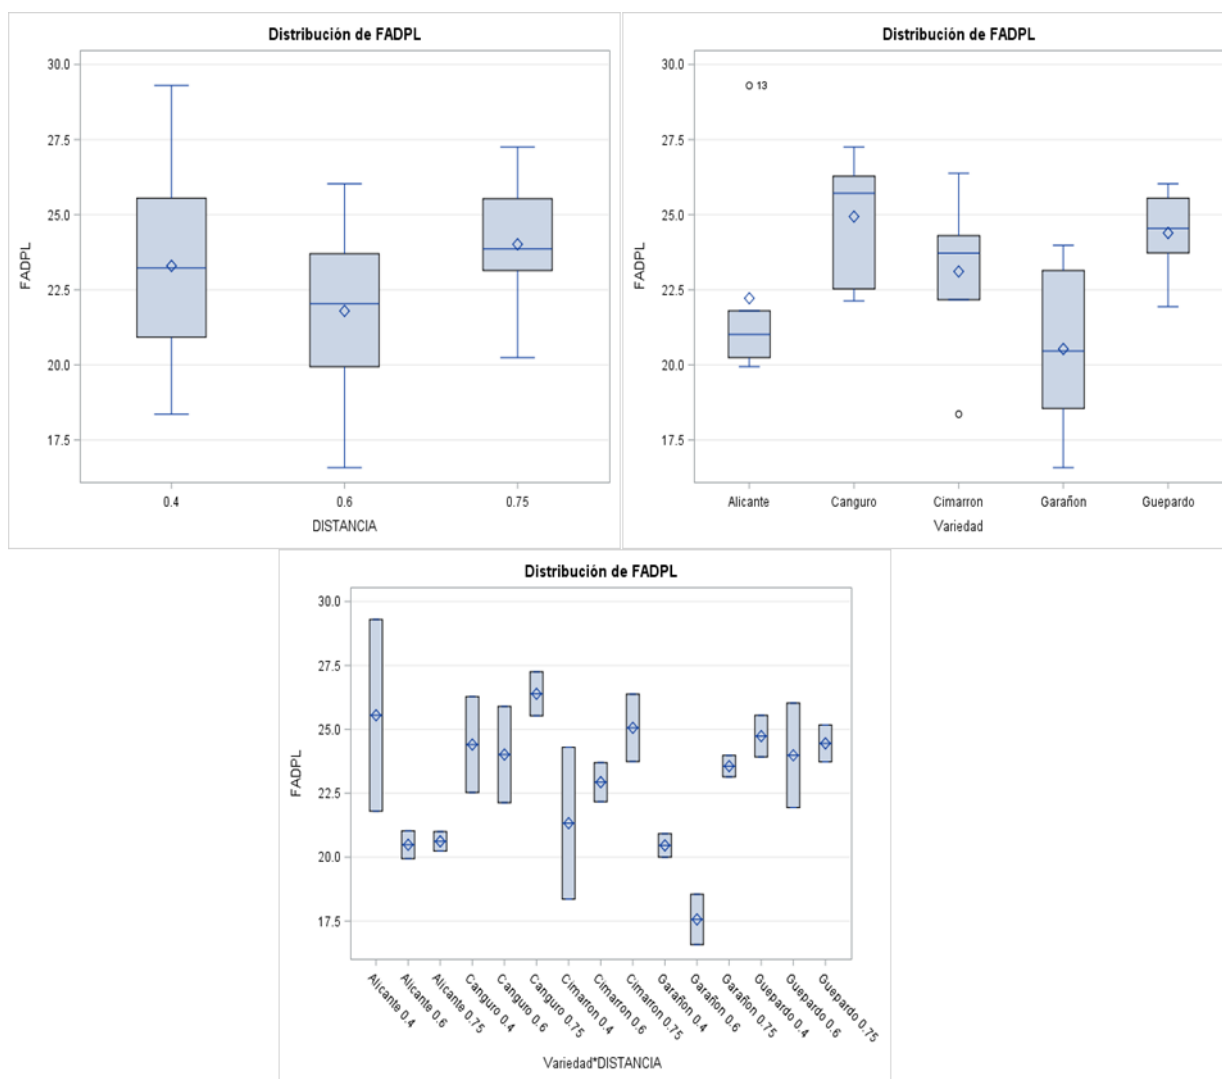 Distribución de FADPL
30.0
27.5
25.0
22.5
20.0
17.5
FADPL
0.4 0.6 0.75
DISTANCIA
Distribución de FADPL
30.0
27.5
25.0
22.5
20.0
17.5
FADPL
13
Alicante Canguro Cimarron Garañon Guepardo
Variedad
Distribución de FADPL
30.0
27.5
25.0
22.5
20.0
17.5
FADPL
Alicante 0.4
Alicante 0.6
Alicante 0.75
Canguro 0.4
Canguro 0.6
Canguro 0.75
Cimarron 0.4
Cimarron 0.6
Cimarron 0.75
Garañon 0.4
Garañon 0.6
Garañon 0.75
Guepardo 0.4
Guepardo 0.6
Guepardo 0.75
Variedad*DISTANCIA